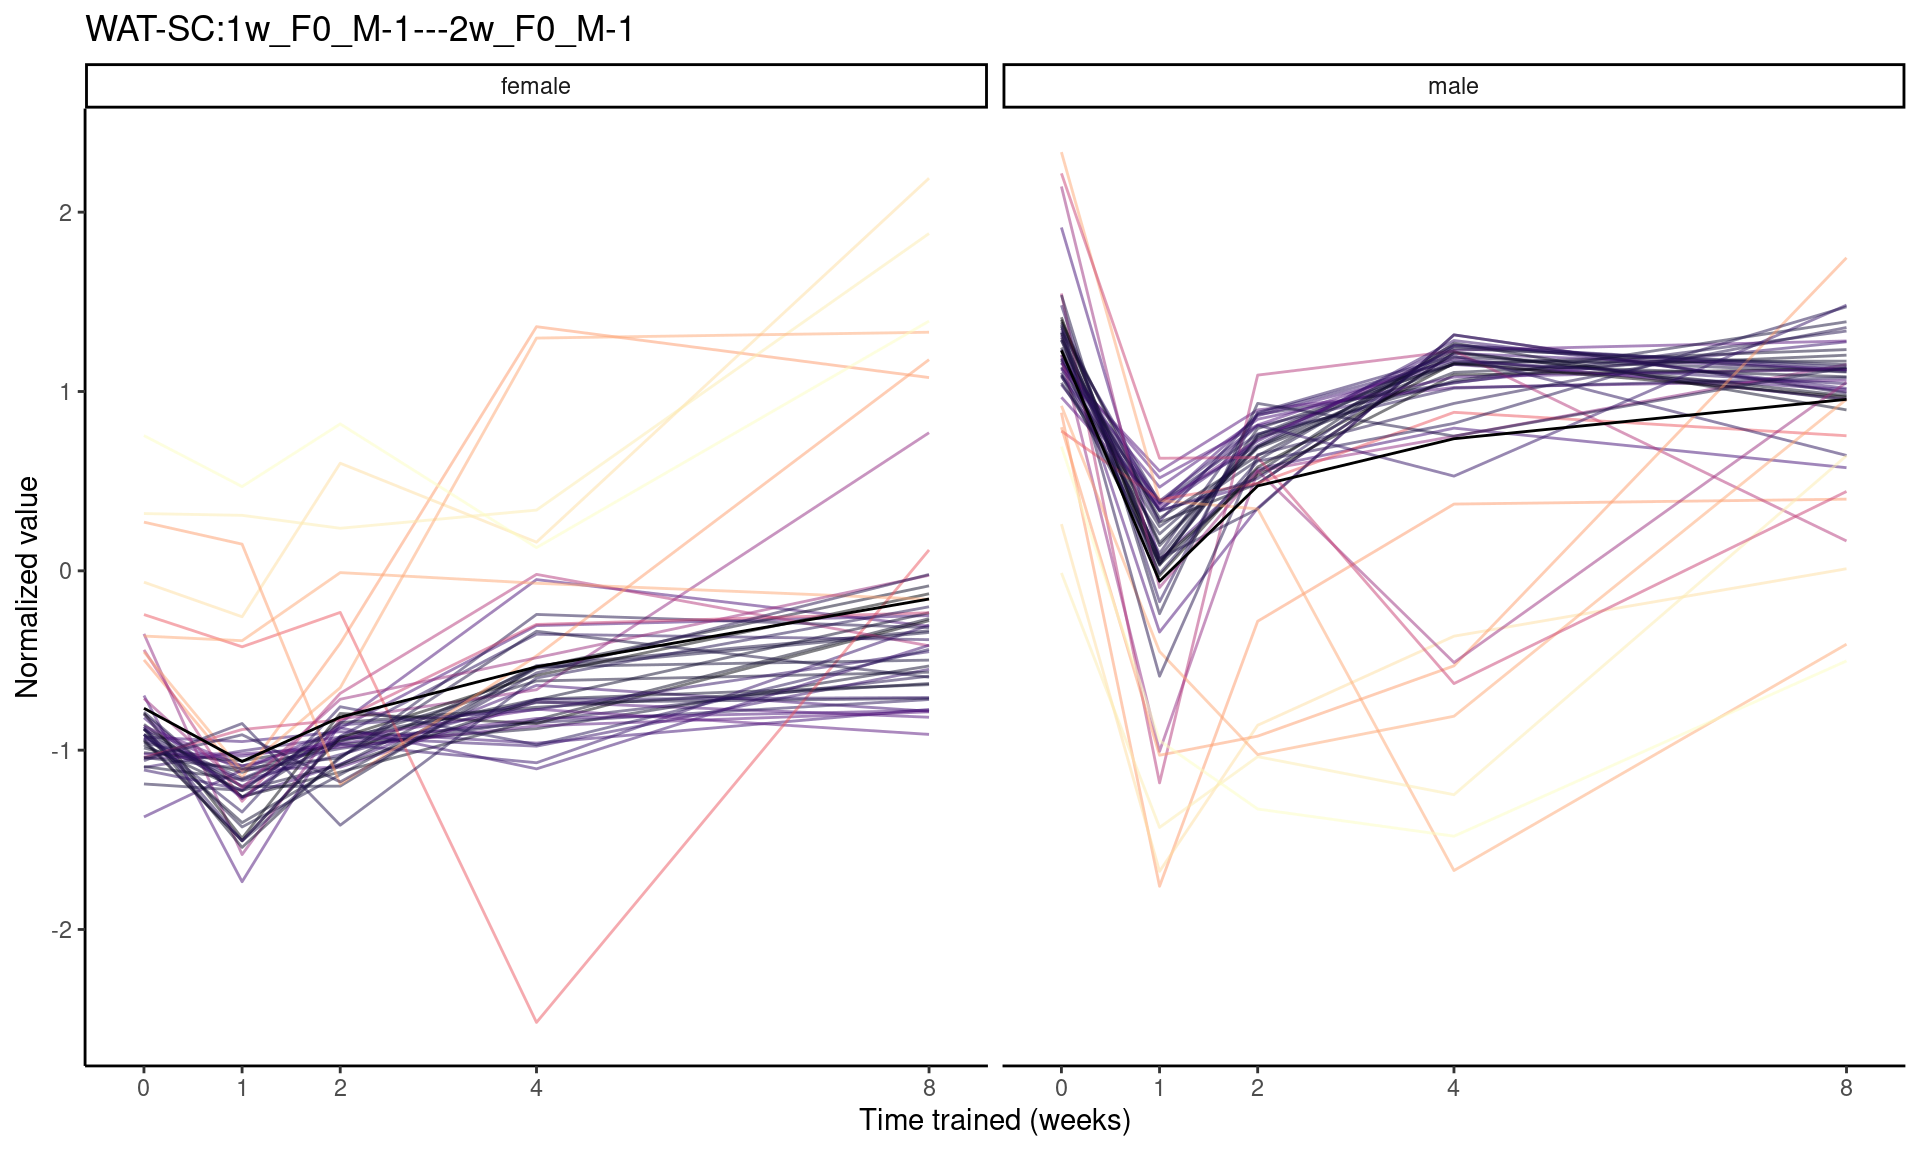 WAT-SC:1w_F0_M-1---2w_F0_M-1
female
male
Normalized value
2
1
0
-1
-2
0 1 2 4 8
0 1 2 4 8
Time trained (weeks)